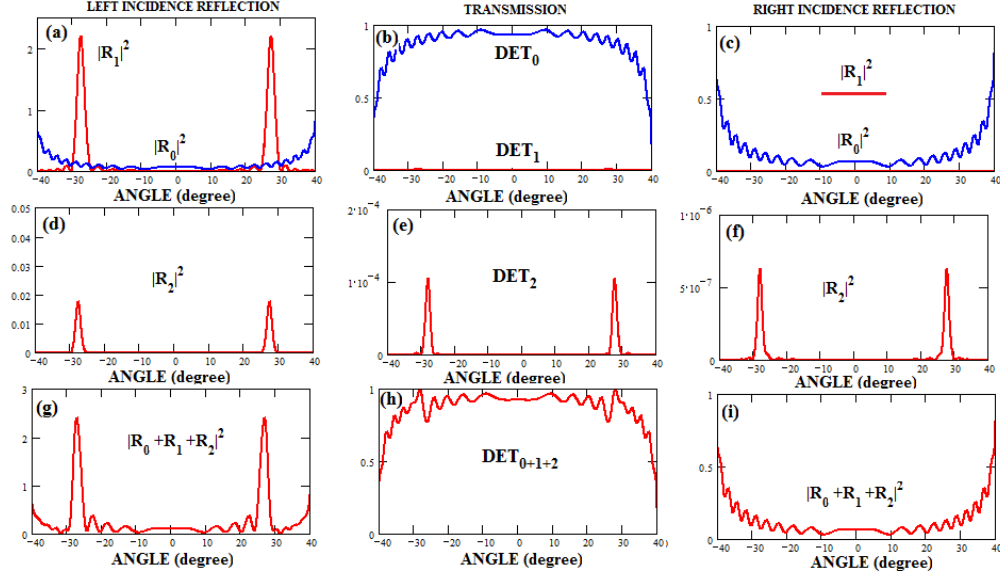 LEFT INCIDENCE REFLECTION
TRANSMISSION
RIGHT INCIDENCE REFLECTION
(a)
|R₁|²
|R₀|²
2
1
0
−40 −30 −20 −10 0 10 20 30 40
ANGLE (degree)
(b)
DET₀
DET₁
1
0.5
0
−40 −30 −20 −10 0 10 20 30 40
ANGLE (degree)
(c)
|R₁|²
|R₀|²
1
0.5
0
−40 −30 −20 −10 0 10 20 30 40
ANGLE (degree)
(d)
|R₂|²
0.05
0.04
0.03
0.02
0.01
0
−40 −30 −20 −10 0 10 20 30 40
ANGLE (degree)
(e)
DET₂
2·10⁻⁴
1·10⁻⁴
0
−40 −30 −20 −10 0 10 20 30 40
ANGLE (degree)
(f)
|R₂|²
1·10⁻⁶
5·10⁻⁷
0
−40 −30 −20 −10 0 10 20 30 40
ANGLE (degree)
(g)
|R₀ +R₁ +R₂|²
3
2
1
0
−40 −30 −20 −10 0 10 20 30 40
ANGLE (degree)
(h)
DET₀₊₁₊₂
1
0.5
0
−40 −30 −20 −10 0 10 20 30 40)
ANGLE (degree)
(i)
|R₀ +R₁ +R₂|²
1
0.5
0
−40 −30 −20 −10 0 10 20 30 40
ANGLE (degree)